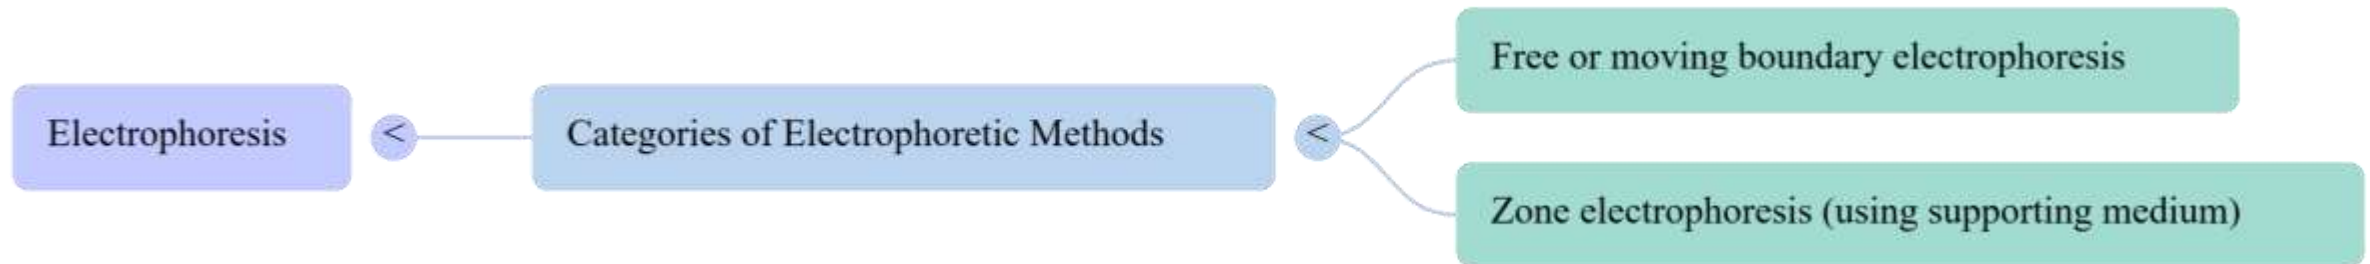 Electrophoresis
<
Categories of Electrophoretic Methods
<
Free or moving boundary electrophoresis
Zone electrophoresis (using supporting medium)